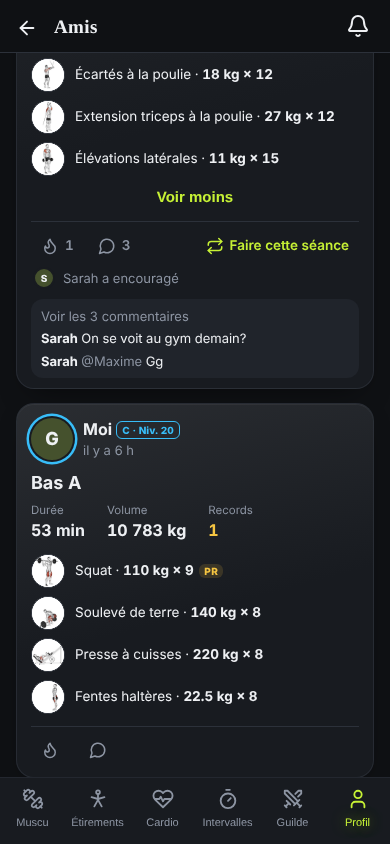 Amis
Écartés à la poulie · 18 kg × 12
Extension triceps à la poulie · 27 kg × 12
Élévations latérales · 11 kg × 15
Voir moins
1 3 Faire cette séance
S Sarah a encouragé
Voir les 3 commentaires
Sarah On se voit au gym demain?
Sarah @Maxime Gg
G Moi C · Niv. 20
il y a 6 h
Bas A
Durée Volume Records
53 min 10 783 kg 1
Squat · 110 kg × 9 PR
Soulevé de terre · 140 kg × 8
Presse à cuisses · 220 kg × 8
Fentes haltères · 22.5 kg × 8
Muscu Étirements Cardio Intervalles Guilde Profil